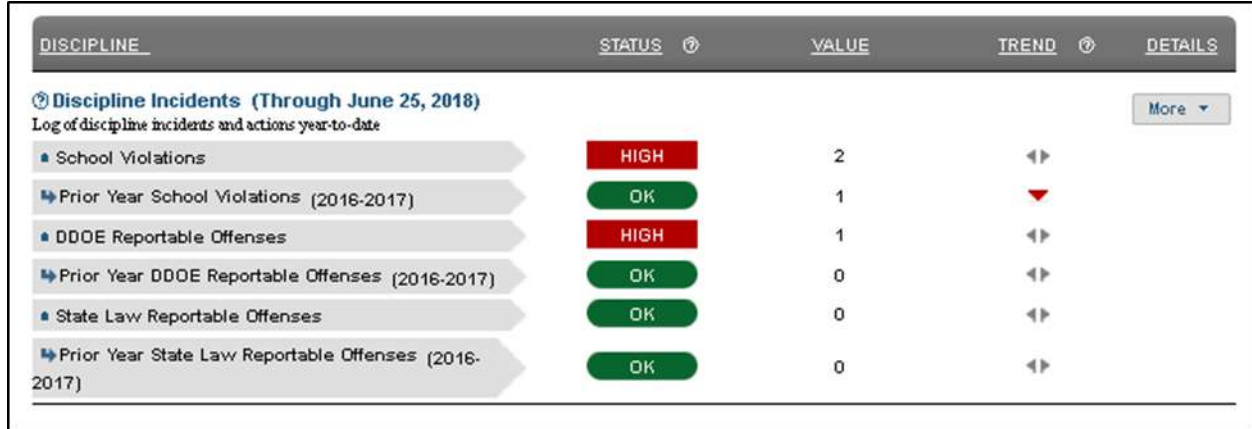 DISCIPLINE STATUS VALUE TREND DETAILS
Discipline Incidents (Through June 25, 2018) More
Log of discipline incidents and actions year-to-date
School Violations HIGH 2
Prior Year School Violations (2016-2017) OK 1
DDOE Reportable Offenses HIGH 1
Prior Year DDOE Reportable Offenses (2016-2017) OK 0
State Law Reportable Offenses OK 0
Prior Year State Law Reportable Offenses (2016-
2017) OK 0